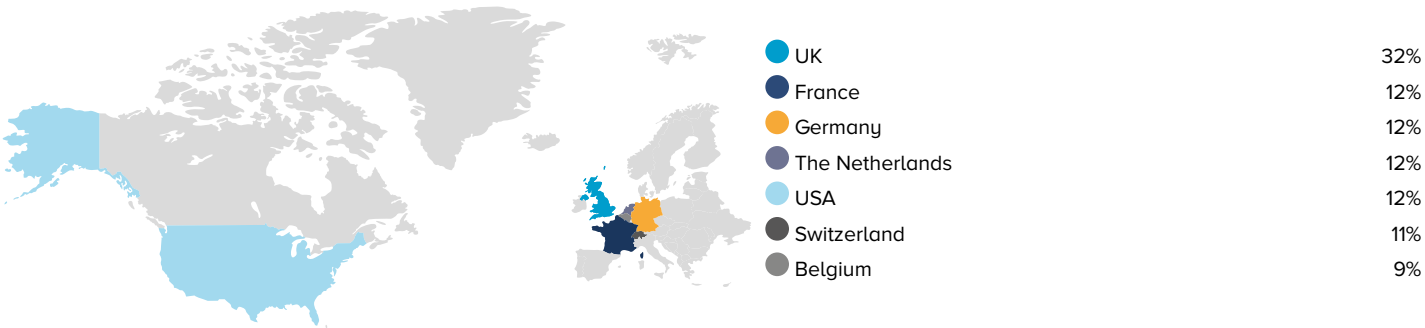 UK 32%
France 12%
Germany 12%
The Netherlands 12%
USA 12%
Switzerland 11%
Belgium 9%